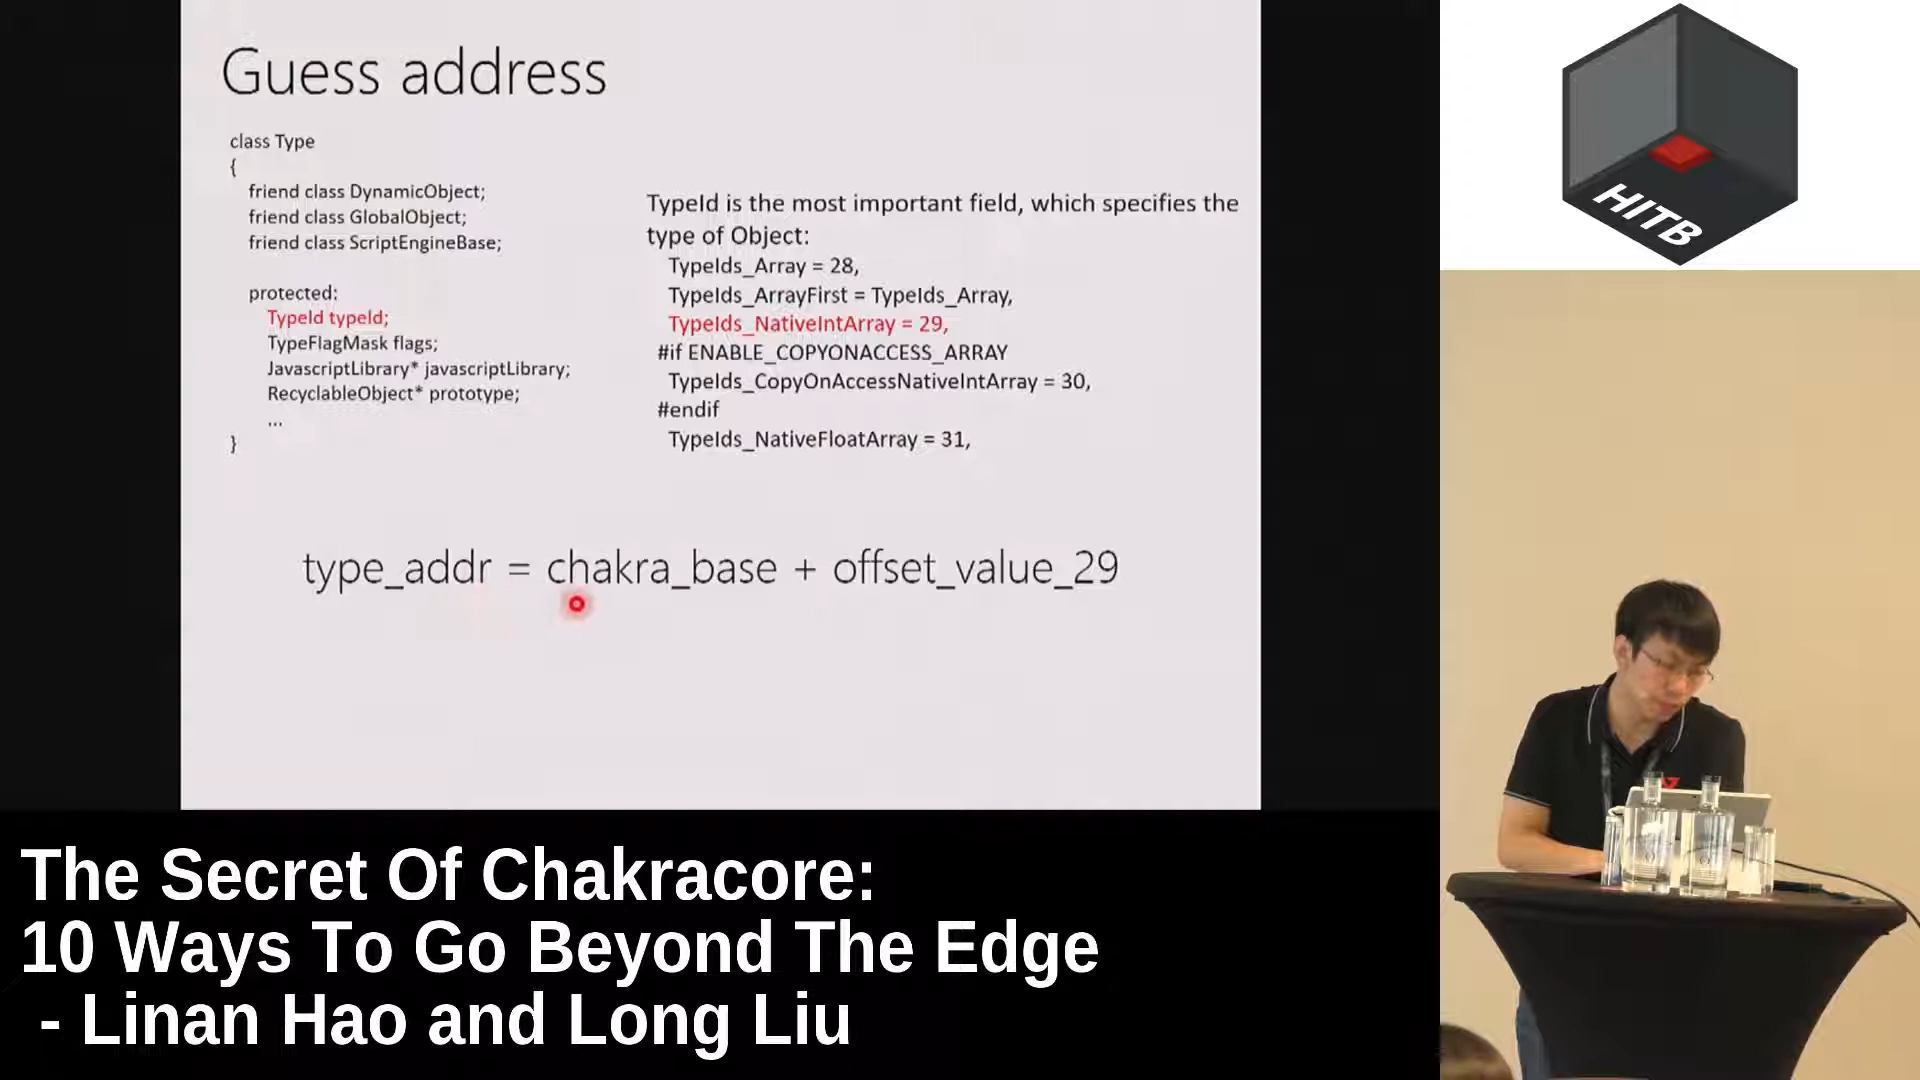 Guess address
class Type
{
friend class DynamicObject;
friend class GlobalObject;
friend class ScriptEngineBase;
protected:
TypeId typeId;
TypeFlagMask flags;
JavascriptLibrary* javascriptLibrary;
RecyclableObject* prototype;
...
}
TypeId is the most important field, which specifies the
type of Object:
TypeIds_Array = 28,
TypeIds_ArrayFirst = TypeIds_Array,
TypeIds_NativeIntArray = 29,
#if ENABLE_COPYONACCESS_ARRAY
TypeIds_CopyOnAccessNativeIntArray = 30,
#endif
TypeIds_NativeFloatArray = 31,
type_addr = chakra_base + offset_value_29
HITB
The Secret Of Chakracore:
10 Ways To Go Beyond The Edge
- Linan Hao and Long Liu